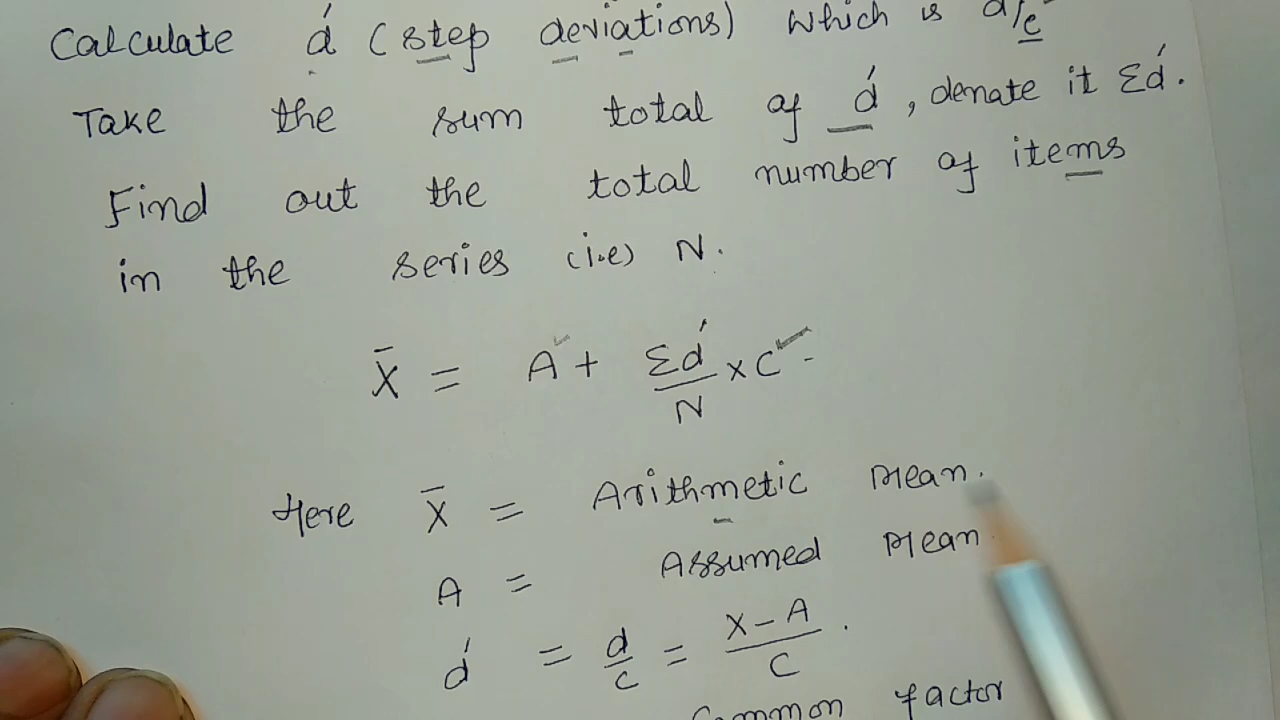 Calculate d́ (step deviations) which is d/c
Take the sum total of d́, denate it Σd́.
Find out the total number of items
in the series (i.e) N.
X̄ = A + Σd́/N × C
Here X̄ = Arithmetic Mean.
A = Assumed Mean
d́ = d/c = X-A/C.
Common factor